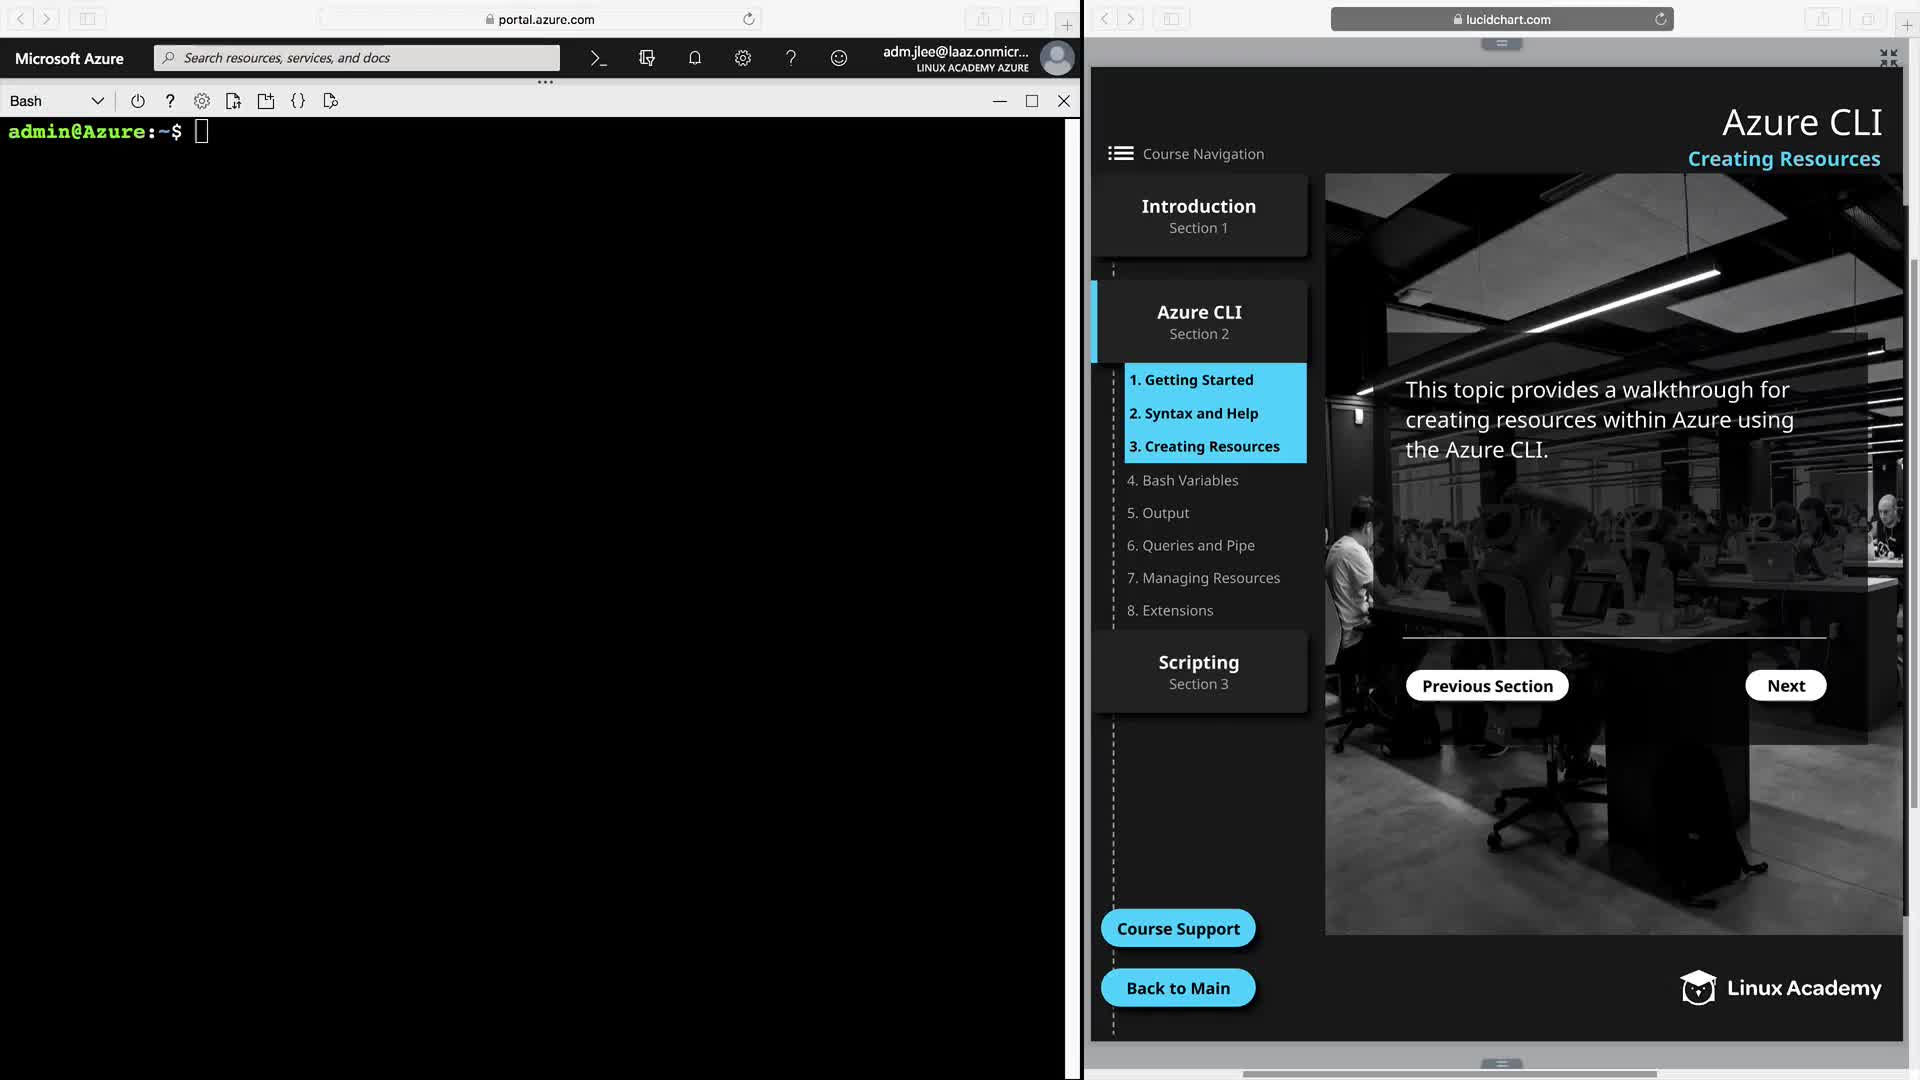 portal.azure.com
Microsoft Azure
Search resources, services, and docs
adm.jlee@laaz.onmicr...
LINUX ACADEMY AZURE
Bash
admin@Azure:~$
lucidchart.com
Azure CLI
Creating Resources
Course Navigation
Introduction
Section 1
Azure CLI
Section 2
1. Getting Started
2. Syntax and Help
3. Creating Resources
4. Bash Variables
5. Output
6. Queries and Pipe
7. Managing Resources
8. Extensions
Scripting
Section 3
This topic provides a walkthrough for
creating resources within Azure using
the Azure CLI.
Previous Section
Next
Course Support
Back to Main
Linux Academy